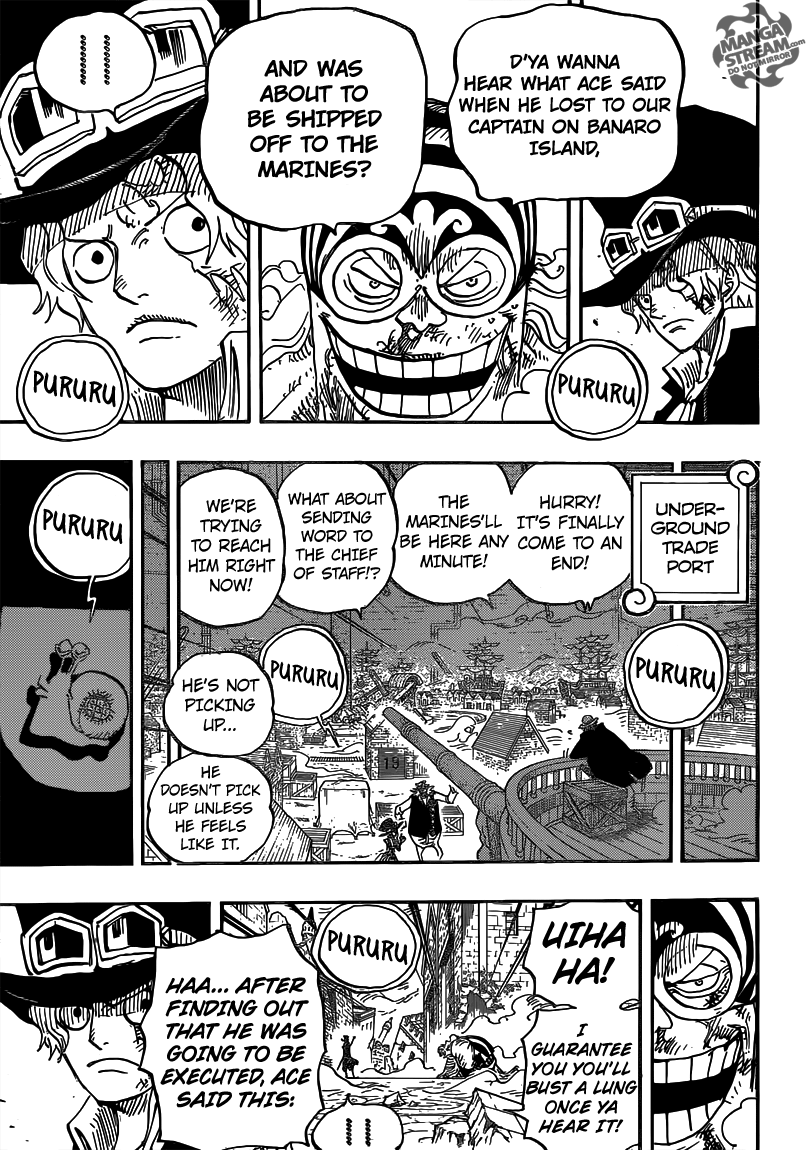 MANGA
STREAM.com
DO NOT MIRROR!
D'YA WANNA
HEAR WHAT ACE SAID
WHEN HE LOST TO OUR
CAPTAIN ON BANARO
ISLAND,
AND WAS
ABOUT TO
BE SHIPPED
OFF TO THE
MARINES?
!!
PURURU
PURURU
UNDER-
GROUND
TRADE
PORT
HURRY!
IT'S FINALLY
COME TO AN
END!
THE
MARINES'LL
BE HERE ANY
MINUTE!
WHAT ABOUT
SENDING
WORD TO
THE CHIEF
OF STAFF!?
WE'RE
TRYING
TO REACH
HIM RIGHT
NOW!
PURURU
PURURU
HE'S NOT
PICKING
UP...
HE
DOESN'T PICK
UP UNLESS
HE FEELS
LIKE IT.
19
PURURU
UIHA
HA!
I
GUARANTEE
YOU YOU'LL
BUST A LUNG
ONCE YA
HEAR IT!
PURURU
HAA... AFTER
FINDING OUT
THAT HE WAS
GOING TO BE
EXECUTED, ACE
SAID THIS:
!!